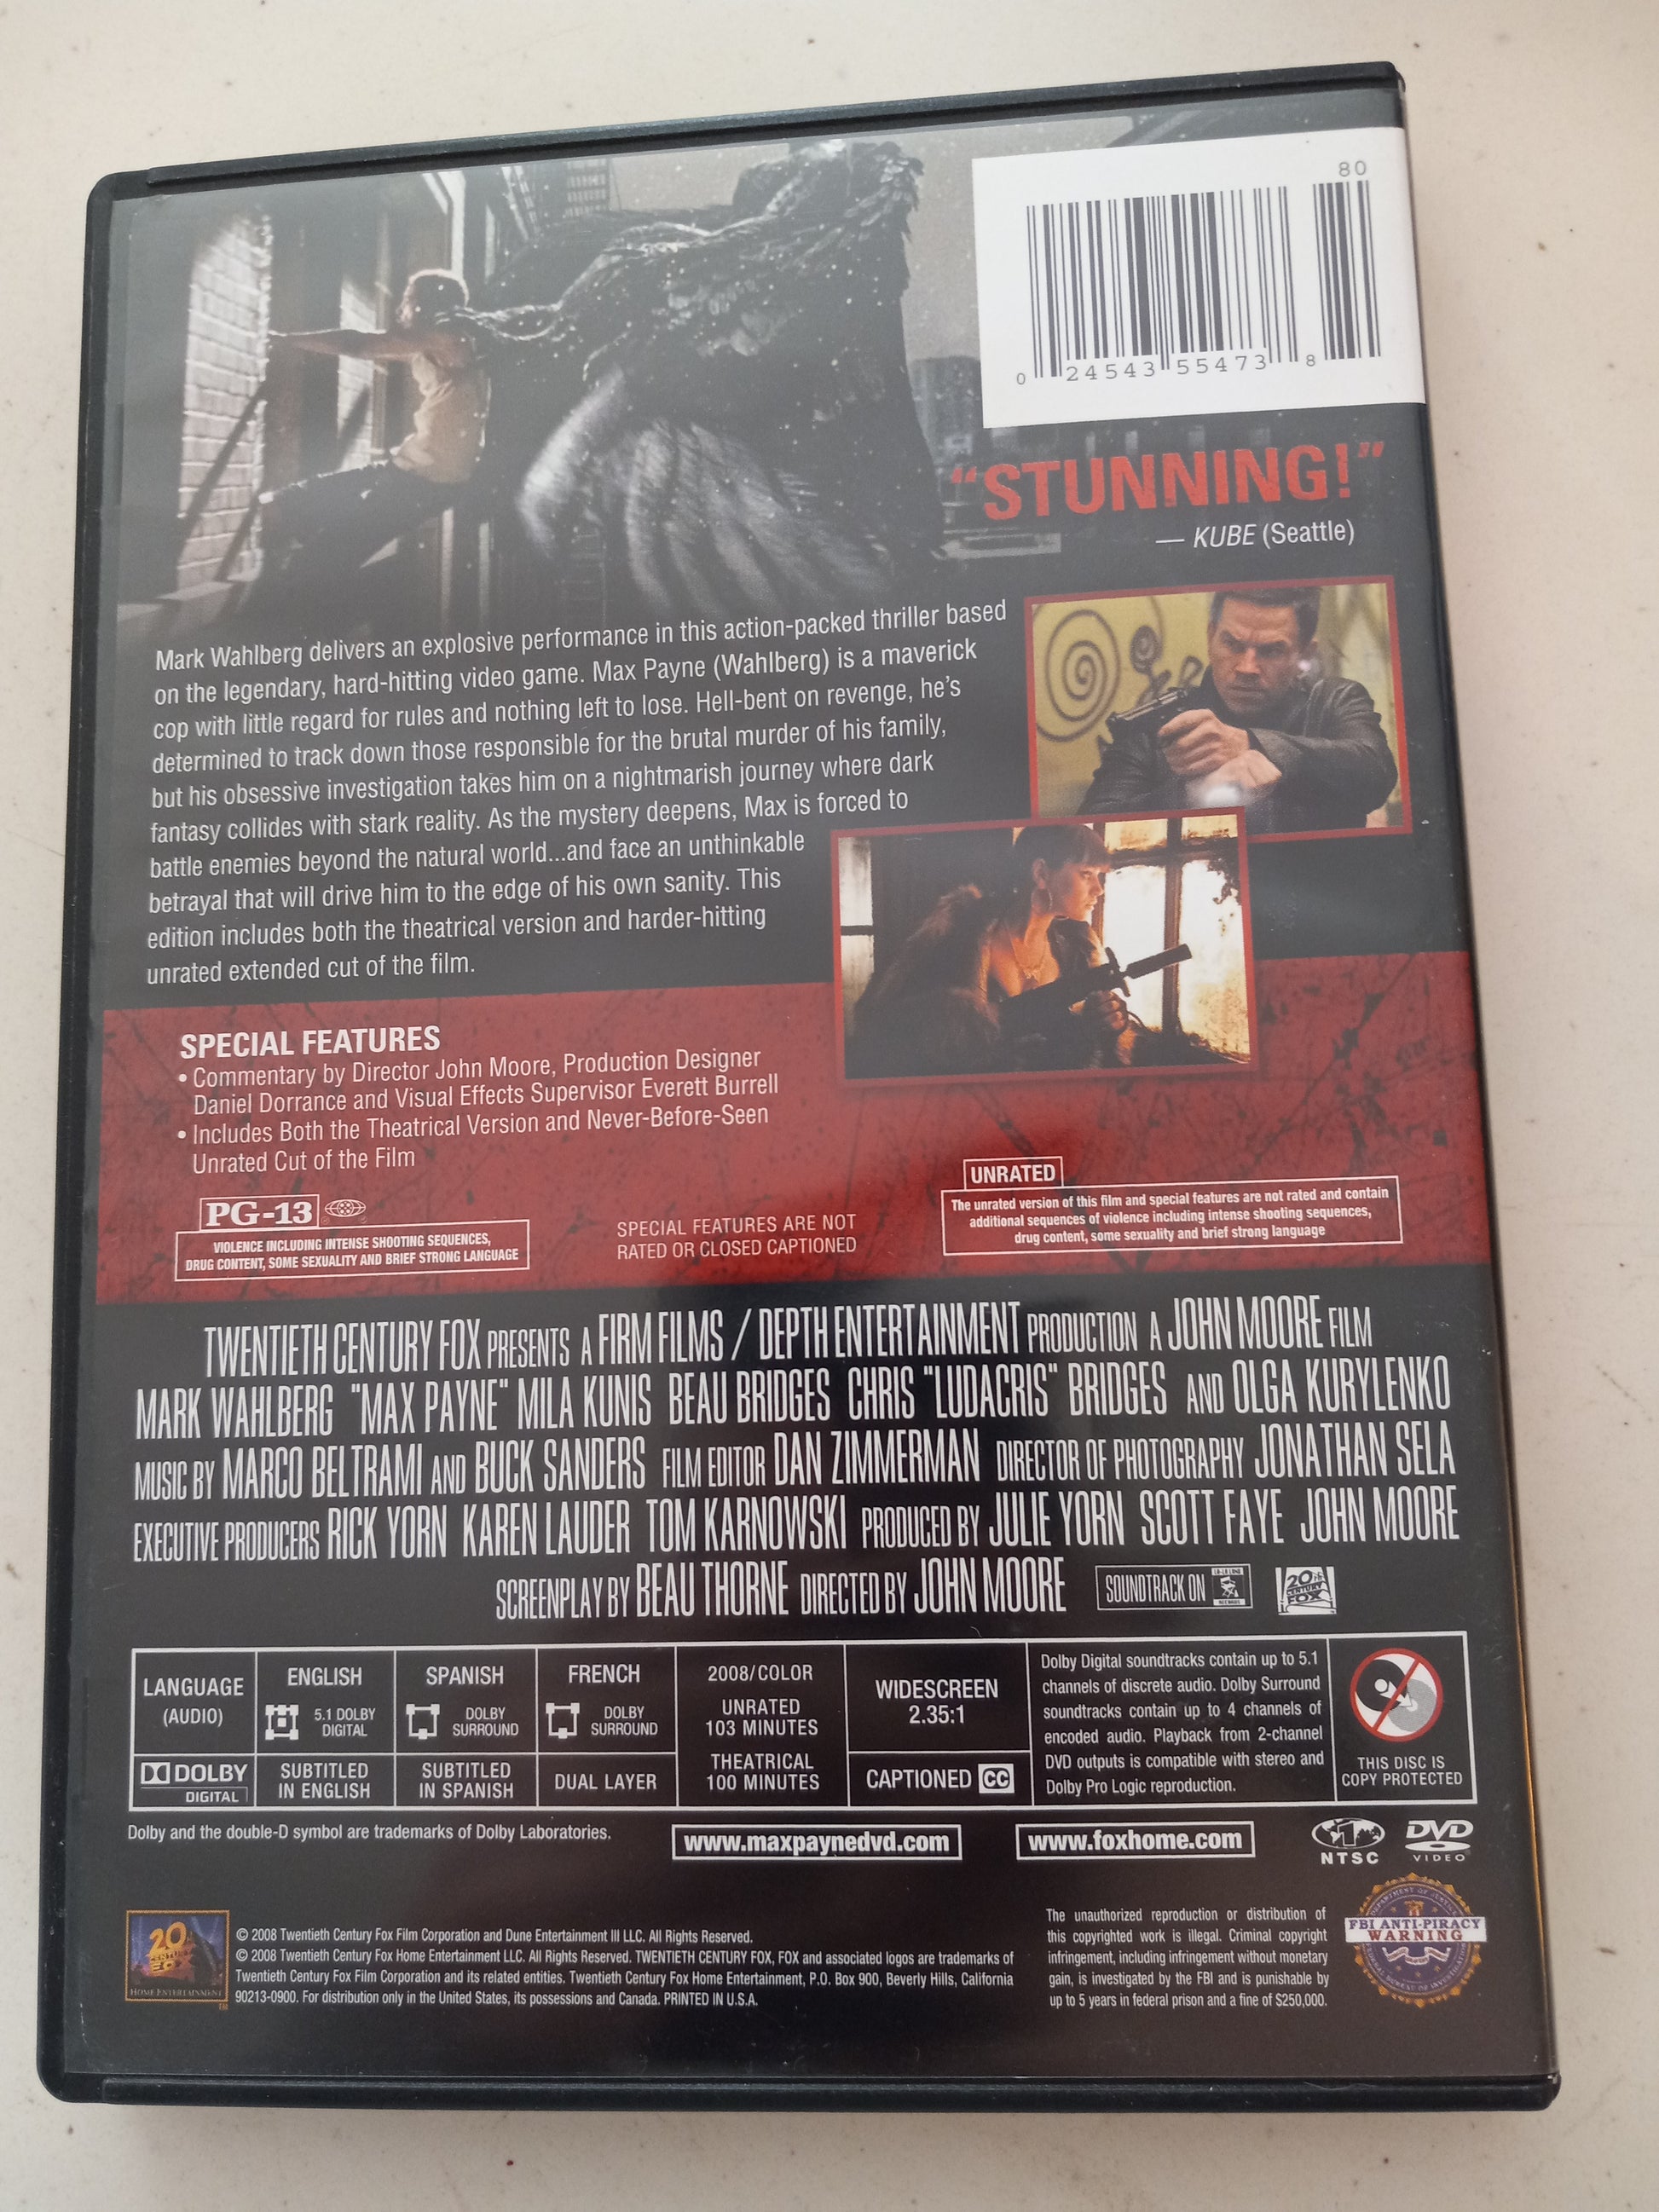 80
0 24543 55473 8
“STUNNING!”
— KUBE (Seattle)
Mark Wahlberg delivers an explosive performance in this action-packed thriller based
on the legendary, hard-hitting video game. Max Payne (Wahlberg) is a maverick
cop with little regard for rules and nothing left to lose. Hell-bent on revenge, he’s
determined to track down those responsible for the brutal murder of his family,
but his obsessive investigation takes him on a nightmarish journey where dark
fantasy collides with stark reality. As the mystery deepens, Max is forced to
battle enemies beyond the natural world...and face an unthinkable
betrayal that will drive him to the edge of his own sanity. This
edition includes both the theatrical version and harder-hitting
unrated extended cut of the film.
SPECIAL FEATURES
• Commentary by Director John Moore, Production Designer
Daniel Dorrance and Visual Effects Supervisor Everett Burrell
• Includes Both the Theatrical Version and Never-Before-Seen
Unrated Cut of the Film
PG-13
VIOLENCE INCLUDING INTENSE SHOOTING SEQUENCES,
DRUG CONTENT, SOME SEXUALITY AND BRIEF STRONG LANGUAGE
SPECIAL FEATURES ARE NOT
RATED OR CLOSED CAPTIONED
UNRATED
The unrated version of this film and special features are not rated and contain
additional sequences of violence including intense shooting sequences,
drug content, some sexuality and brief strong language
TWENTIETH CENTURY FOX PRESENTS A FIRM FILMS / DEPTH ENTERTAINMENT PRODUCTION A JOHN MOORE FILM
MARK WAHLBERG "MAX PAYNE" MILA KUNIS BEAU BRIDGES CHRIS "LUDACRIS" BRIDGES AND OLGA KURYLENKO
MUSIC BY MARCO BELTRAMI AND BUCK SANDERS FILM EDITOR DAN ZIMMERMAN DIRECTOR OF PHOTOGRAPHY JONATHAN SELA
EXECUTIVE PRODUCERS RICK YORN KAREN LAUDER TOM KARNOWSKI PRODUCED BY JULIE YORN SCOTT FAYE JOHN MOORE
SCREENPLAY BY BEAU THORNE DIRECTED BY JOHN MOORE SOUNDTRACK ON LA-LA LAND RECORDS 20th CENTURY FOX
LANGUAGE
(AUDIO)
DOLBY
DIGITAL
ENGLISH
5.1 DOLBY
DIGITAL
SUBTITLED
IN ENGLISH
SPANISH
DOLBY
SURROUND
SUBTITLED
IN SPANISH
FRENCH
DOLBY
SURROUND
DUAL LAYER
2008/COLOR
UNRATED
103 MINUTES
THEATRICAL
100 MINUTES
WIDESCREEN
2.35:1
CAPTIONED CC
Dolby Digital soundtracks contain up to 5.1
channels of discrete audio. Dolby Surround
soundtracks contain up to 4 channels of
encoded audio. Playback from 2-channel
DVD outputs is compatible with stereo and
Dolby Pro Logic reproduction.
THIS DISC IS
COPY PROTECTED
Dolby and the double-D symbol are trademarks of Dolby Laboratories.
www.maxpaynedvd.com
www.foxhome.com
1
NTSC
DVD
VIDEO
20th
CENTURY
FOX
HOME ENTERTAINMENT
TM
© 2008 Twentieth Century Fox Film Corporation and Dune Entertainment III LLC. All Rights Reserved.
© 2008 Twentieth Century Fox Home Entertainment LLC. All Rights Reserved. TWENTIETH CENTURY FOX, FOX and associated logos are trademarks of
Twentieth Century Fox Film Corporation and its related entities. Twentieth Century Fox Home Entertainment, P.O. Box 900, Beverly Hills, California
90213-0900. For distribution only in the United States, its possessions and Canada. PRINTED IN U.S.A.
The unauthorized reproduction or distribution of
this copyrighted work is illegal. Criminal copyright
infringement, including infringement without monetary
gain, is investigated by the FBI and is punishable by
up to 5 years in federal prison and a fine of $250,000.
DEPARTMENT OF JUSTICE
FBI ANTI-PIRACY
WARNING
FEDERAL BUREAU OF INVESTIGATION